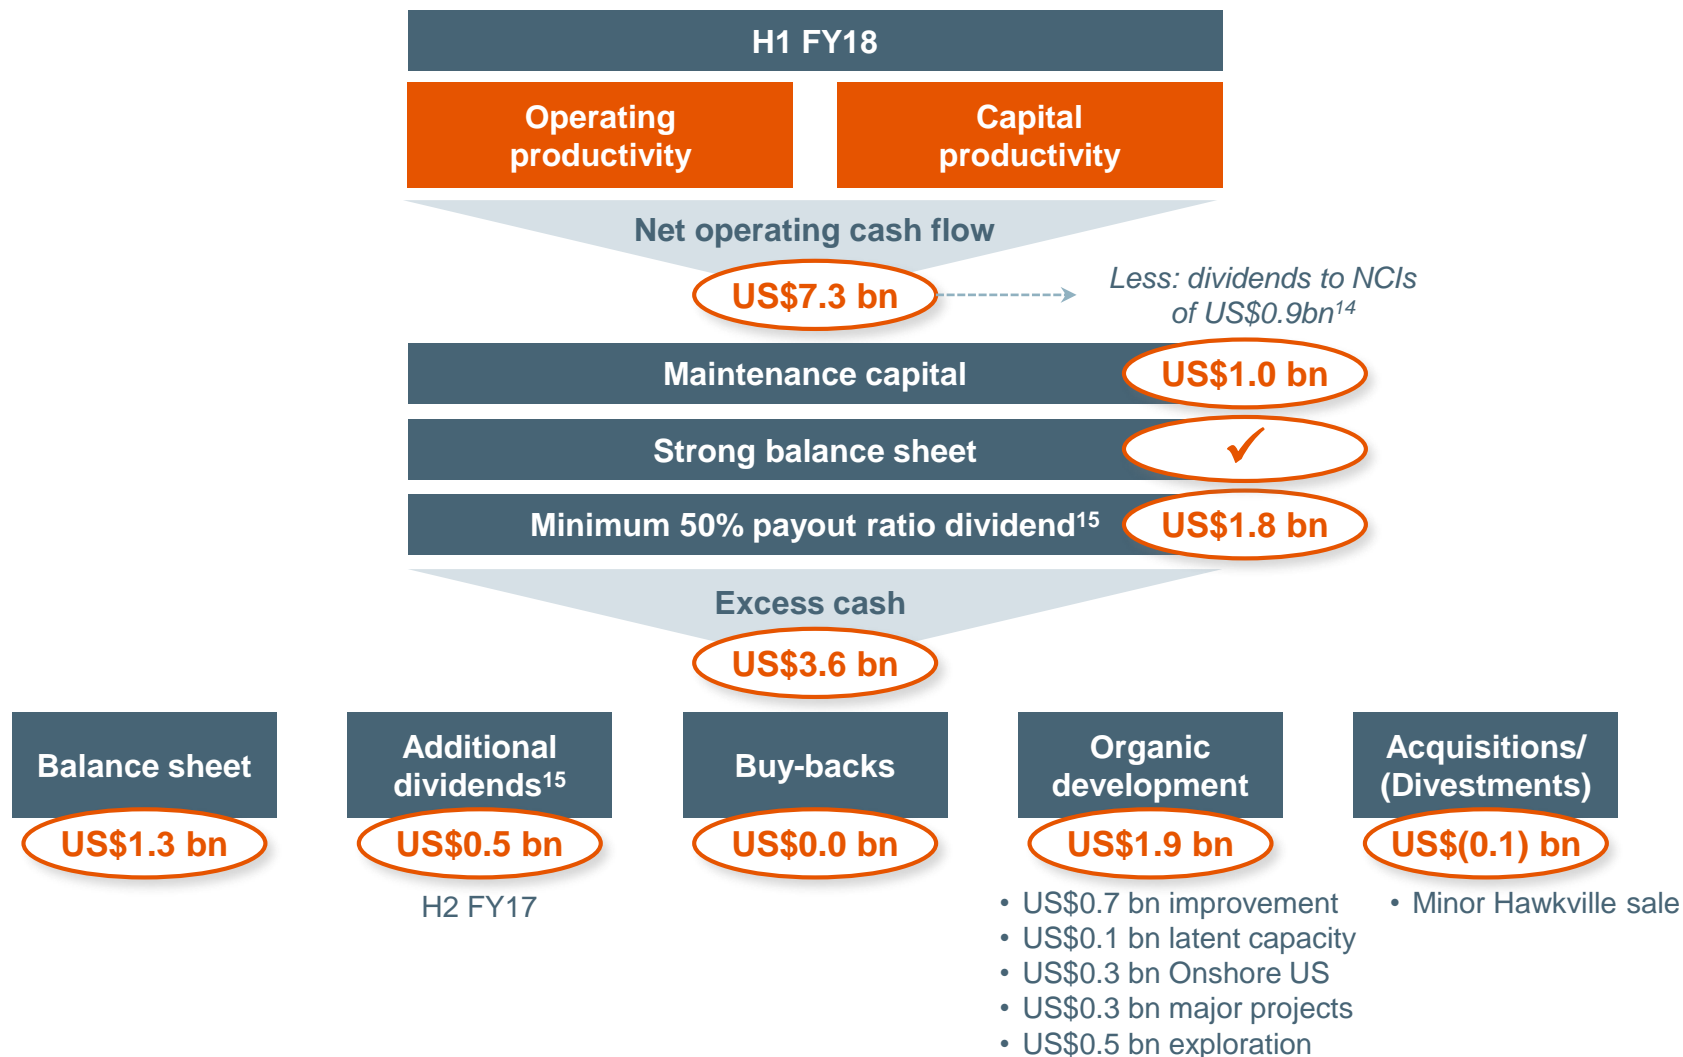 H1 FY18
Operating
productivity
Capital
productivity
Net operating cash flow
US$7.3 bn
Less: dividends to NCIs
of US$0.9bn¹⁴
Maintenance capital
US$1.0 bn
Strong balance sheet
✓
Minimum 50% payout ratio dividend¹⁵
US$1.8 bn
Excess cash
US$3.6 bn
Balance sheet
US$1.3 bn
Additional
dividends¹⁵
US$0.5 bn
H2 FY17
Buy-backs
US$0.0 bn
Organic
development
US$1.9 bn
• US$0.7 bn improvement
• US$0.1 bn latent capacity
• US$0.3 bn Onshore US
• US$0.3 bn major projects
• US$0.5 bn exploration
Acquisitions/
(Divestments)
US$(0.1) bn
• Minor Hawkville sale